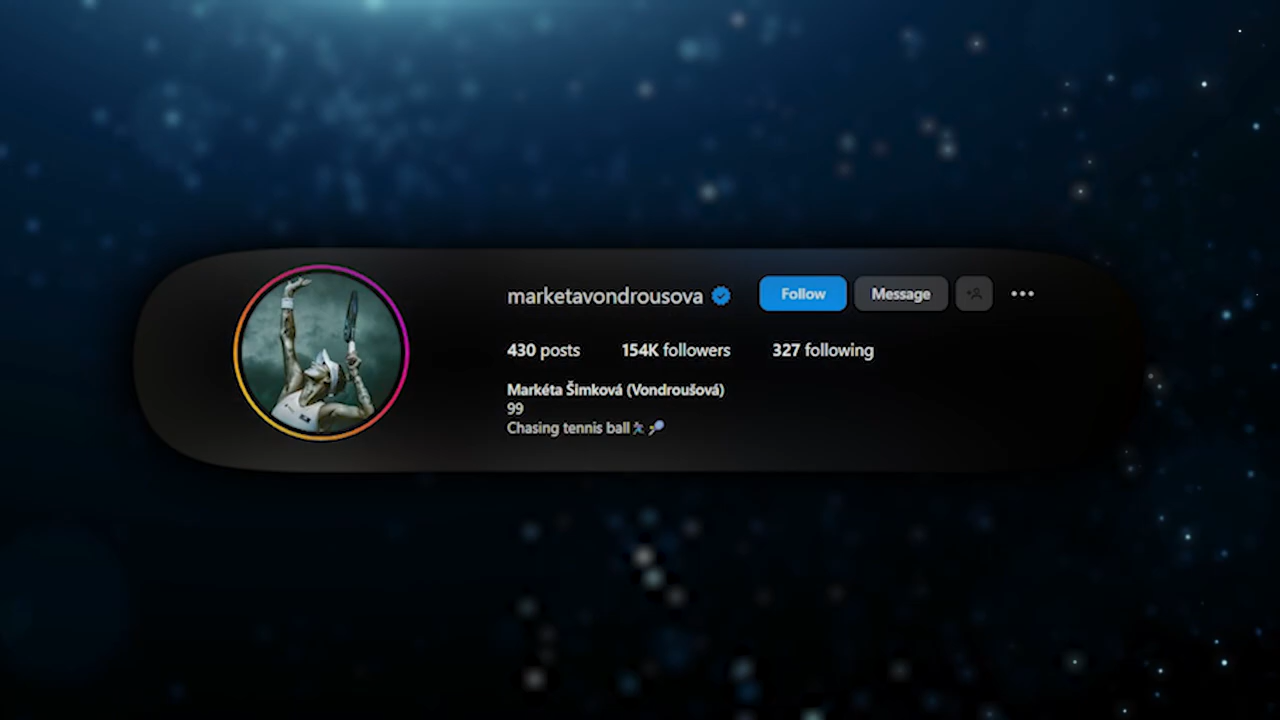 marketavondrousova Follow Message
430 posts 154K followers 327 following
Markéta Šimková (Vondroušová)
99
Chasing tennis ball